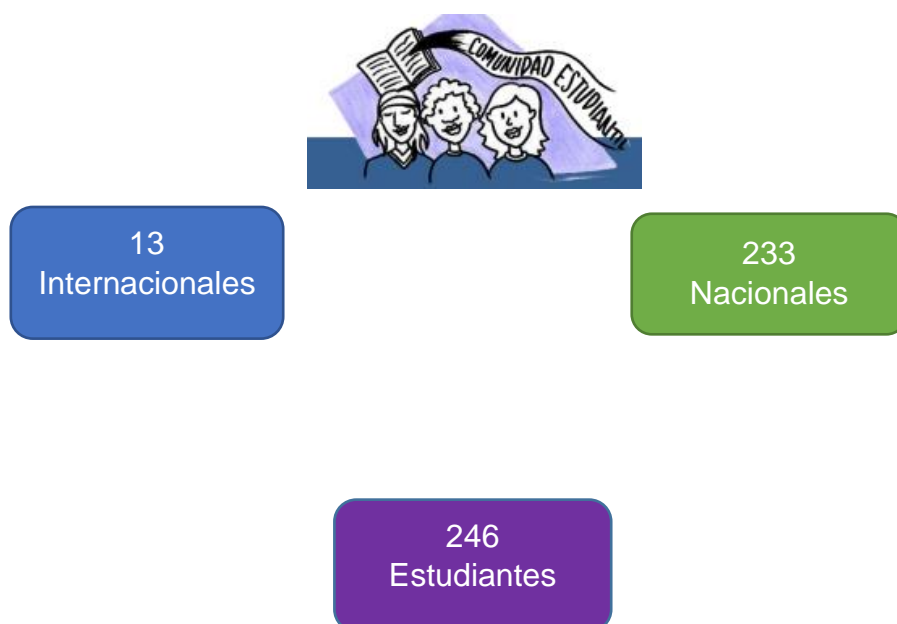 COMUNIDAD ESTUDIANTIL
13
Internacionales
233
Nacionales
246
Estudiantes